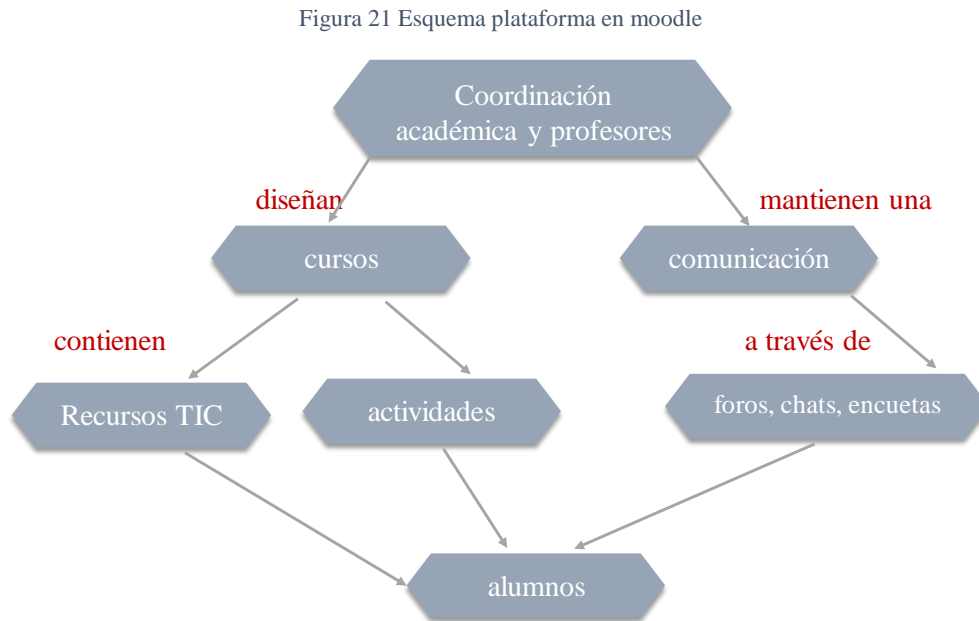 Figura 21 Esquema plataforma en moodle
Coordinación
académica y profesores
diseñan
mantienen una
cursos
comunicación
contienen
a través de
Recursos TIC
actividades
foros, chats, encuetas
alumnos